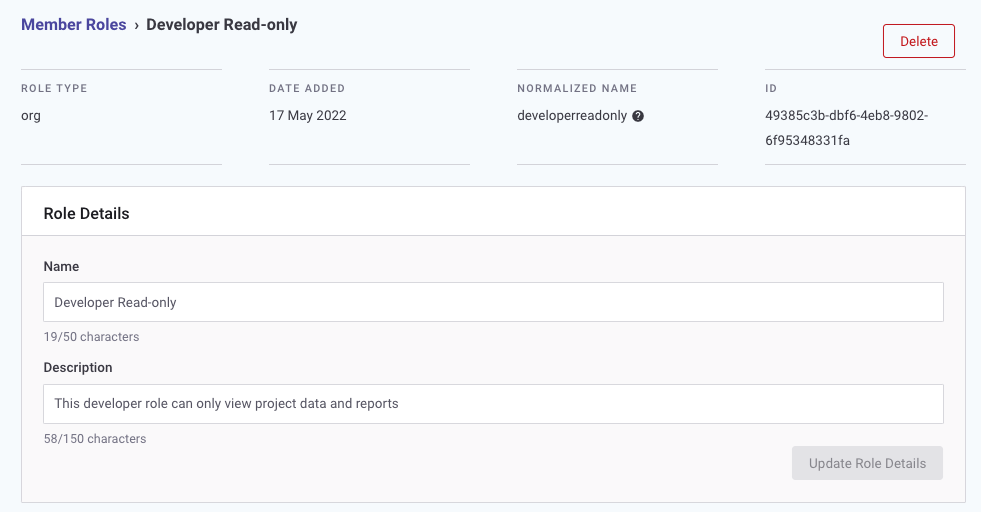 Member Roles › Developer Read-only
Delete
ROLE TYPE
org
DATE ADDED
17 May 2022
NORMALIZED NAME
developerreadonly ?
ID
49385c3b-dbf6-4eb8-9802-
6f95348331fa
Role Details
Name
Developer Read-only
19/50 characters
Description
This developer role can only view project data and reports
58/150 characters
Update Role Details